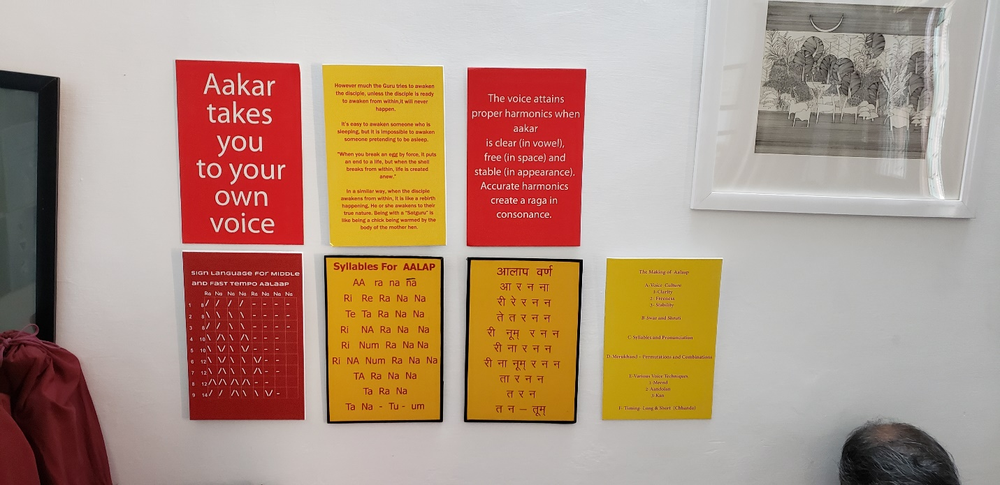 Aakar
takes
you
to your
own
voice
However much the Guru tries to awaken
the disciple, unless the disciple is ready
to awaken from within,it will never
happen.
It's easy to awaken someone who is
sleeping, but it is impossible to awaken
someone pretending to be asleep.
"When you break an egg by force, it puts
an end to a life, but when the shell
breaks from within, life is created
anew."
In a similar way, when the disciple
awakens from within, it is like a rebirth
happening, He or she awakens to their
true nature. Being with a "Satguru" is
like being a chick being warmed by the
body of the mother hen.
The voice attains
proper harmonics when
aakar
is clear (in vowel),
free (in space) and
stable (in appearance).
Accurate harmonics
create a raga in
consonance.
Sign Language For Middle
and Fast Tempo Aalaap
Ra Na Na Na Ra Na Na Na
1 8 / / / / - - - -
2 8 \ \ \ \ - - - -
3 8 / / / / - - - -
4 10 \ /\ /\ /\ - -
5 10 \ \/ \ \/ - -
6 12 \ \/ \ \ \/ -
7 12 \ /\ /\ \ /\ -
8 12 /\ /\ /\ /\ - -
9 14 / / /\ \ \ \/ -
Syllables For AALAP
AA ra na na
Ri Re Ra Na Na
Te Ta Ra Na Na
Ri NA Ra Na Na
Ri Num Ra Na Na
Ri NA Num Ra Na Na
TA Ra Na Na
Ta Ra Na
Ta Na - Tu - um
आलाप वर्ण
आ र न ना
री रे र न न
ते त र न न
री नूम् र न न
री ना र न न
री ना नूम् र न न
ता र न न
त र न
त न – तूम्
The Making of Aalaap
A-Voice Culture
1-Clarity
2- Freeness
3- Stability
B-Swar and Shruti
C-Syllables and Pronunciation
D-Merukhand – Permutations and Combinations
E-Various Voice Techniques
1-Meend
2-Aandolan
3-Kan
F- Timing- Long & Short (Chhanda)